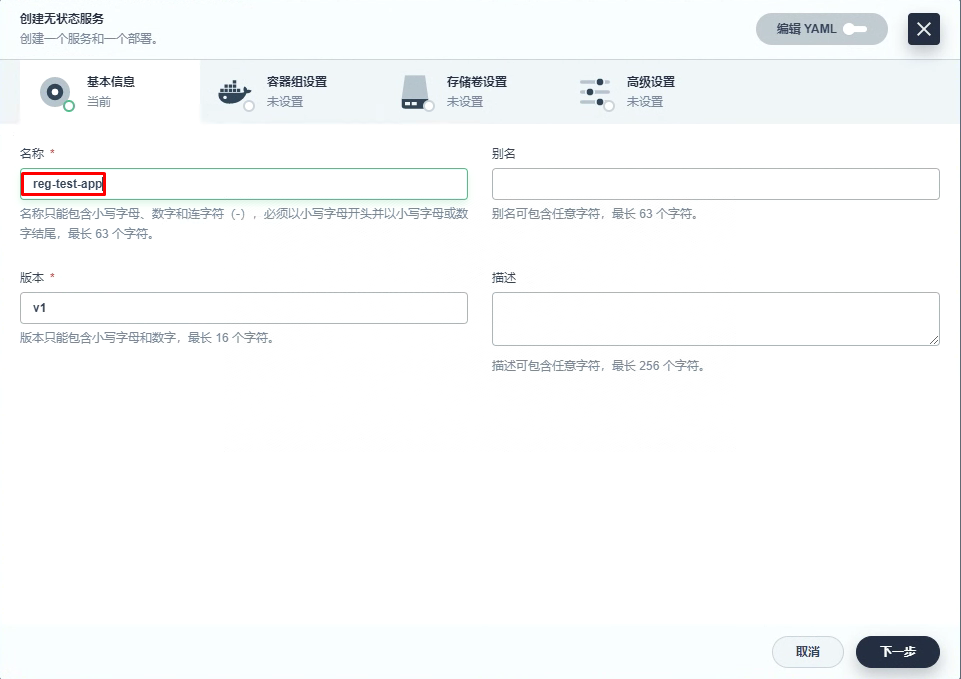 创建无状态服务
创建一个服务和一个部署。
编辑 YAML
基本信息
当前
容器组设置
未设置
存储卷设置
未设置
高级设置
未设置
名称 *
reg-test-app
名称只能包含小写字母、数字和连字符（-），必须以小写字母开头并以小写字母或数
字结尾，最长 63 个字符。
别名
别名可包含任意字符，最长 63 个字符。
版本 *
v1
版本只能包含小写字母和数字，最长 16 个字符。
描述
描述可包含任意字符，最长 256 个字符。
取消
下一步